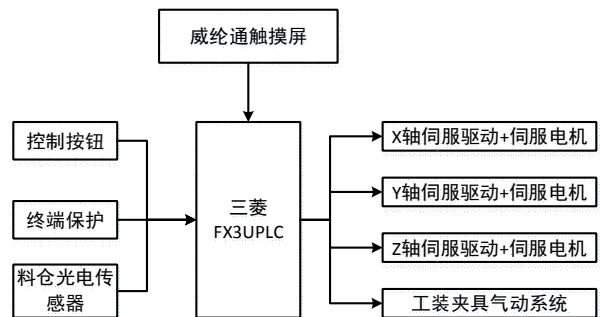 威纶通触摸屏
控制按钮
终端保护
料仓光电传
感器
三菱
FX3UPLC
X轴伺服驱动+伺服电机
Y轴伺服驱动+伺服电机
Z轴伺服驱动+伺服电机
工装夹具气动系统